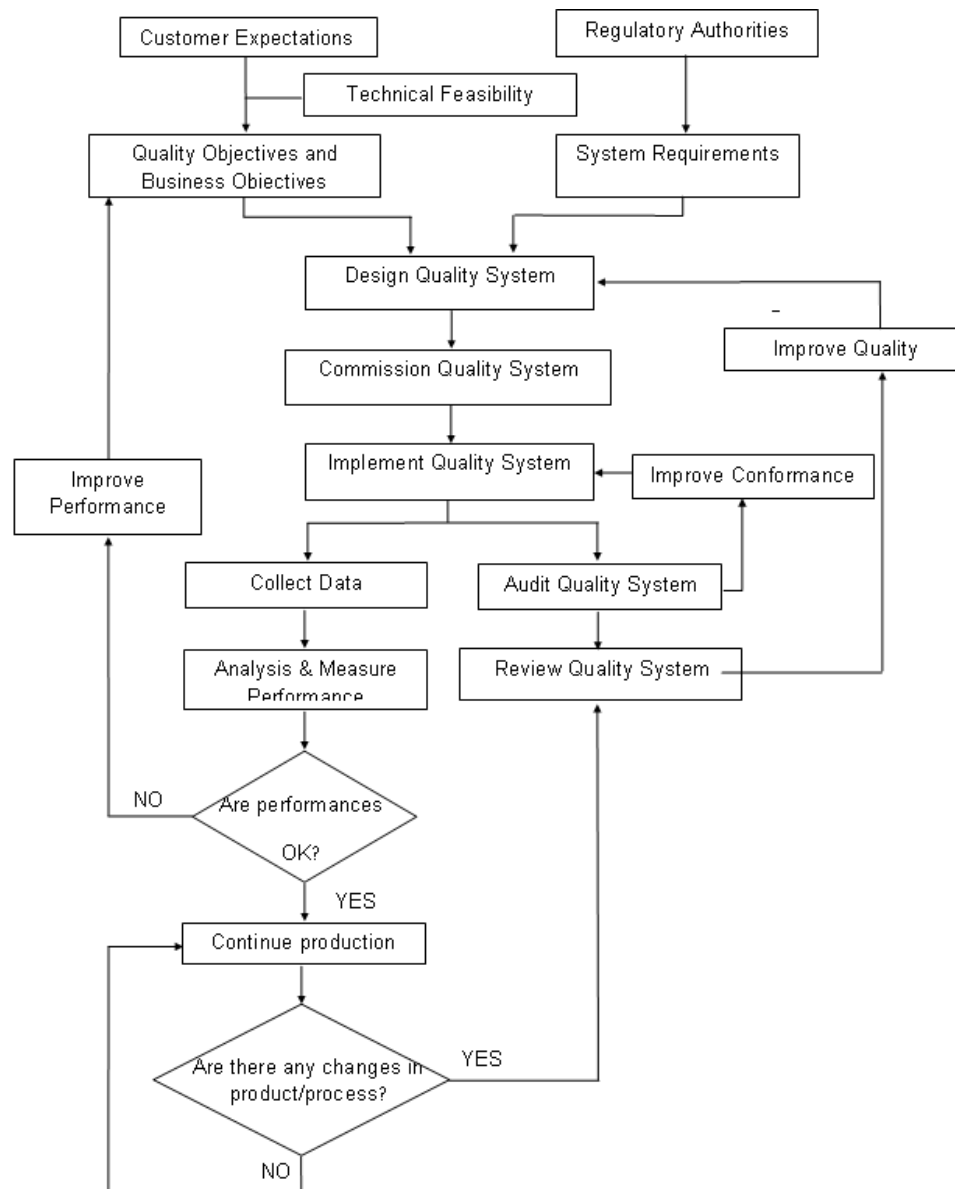 Customer Expectations
Regulatory Authorities
Technical Feasibility
Quality Objectives and
Business Obiectives
System Requirements
Design Quality System
Improve Quality
Commission Quality System
Implement Quality System
Improve Conformance
Improve
Performance
Collect Data
Audit Quality System
Analysis & Measure
Performance
Review Quality System
NO
Are performances
OK?
YES
Continue production
Are there any changes in
product/process?
YES
NO